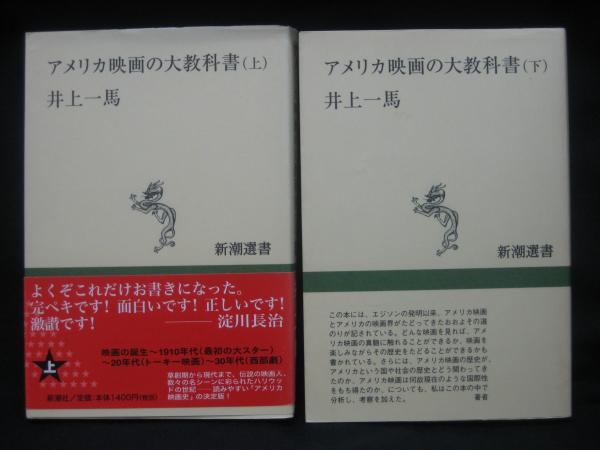 アメリカ映画の大教科書(上)
井上一馬
新潮選書
よくぞこれだけお書きになった。
完ペキです! 面白いです! 正しいです!
激讃です! ——— 淀川長治
映画の誕生〜1910年代(最初の大スター)
〜20年代(トーキー映画)〜30年代(西部劇)
上
草創期から現代まで、伝説の映画人、
数々の名シーンに彩られたハリウッ
ドの世紀——読みやすい「アメリカ
映画史」の決定版!
新潮社/定価:本体1400円(税別)
アメリカ映画の大教科書(下)
井上一馬
新潮選書
この本には、エジソンの発明以来、アメリカ映画
とアメリカの映画界がたどってきたおおよその道
のりが記されている。どんな映画を見れば、アメ
リカ映画の真髄に触れることができるか、映画を
楽しみながらその歴史をたどることができるかも
書かれている。さらには、アメリカ映画の歴史が、
アメリカという国や社会の歴史とどう関わってき
たのか、アメリカ映画は何故現在のような国際性
をもち得たのか、についても、私はこの本の中で
分析し、考察を加えた。 著者